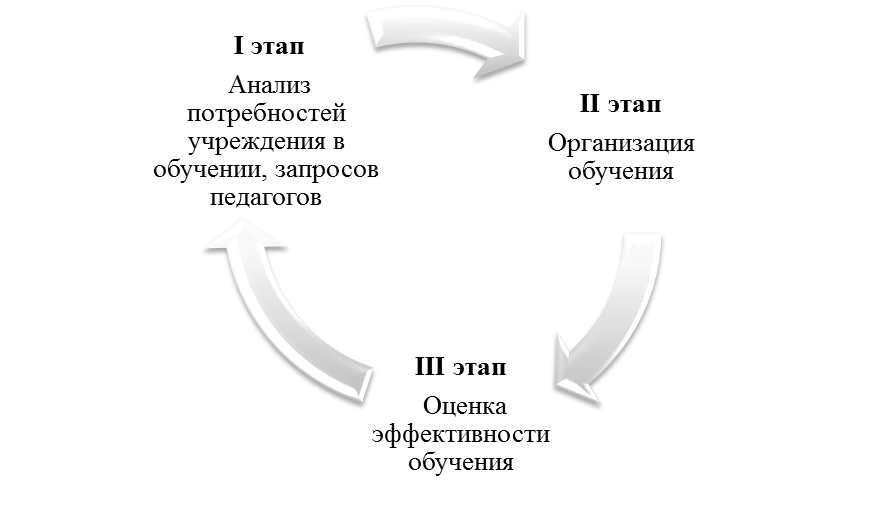 I этап
Анализ
потребностей
учреждения в
обучении, запросов
педагогов
II этап
Организация
обучения
III этап
Оценка
эффективности
обучения